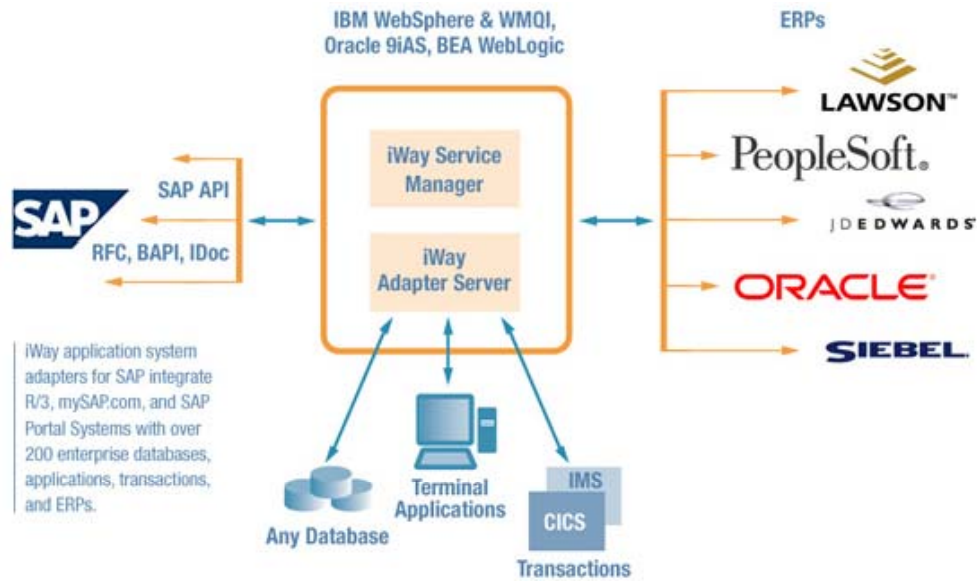 IBM WebSphere & WMQI,
Oracle 9iAS, BEA WebLogic
ERPs
iWay Service
Manager
iWay
Adapter Server
SAP
SAP API
RFC, BAPI, IDoc
LAWSON™
PeopleSoft®
JDEDWARDS®
ORACLE®
SIEBEL
iWay application system
adapters for SAP integrate
R/3, mySAP.com, and SAP
Portal Systems with over
200 enterprise databases,
applications, transactions,
and ERPs.
Any Database
Terminal
Applications
IMS
CICS
Transactions